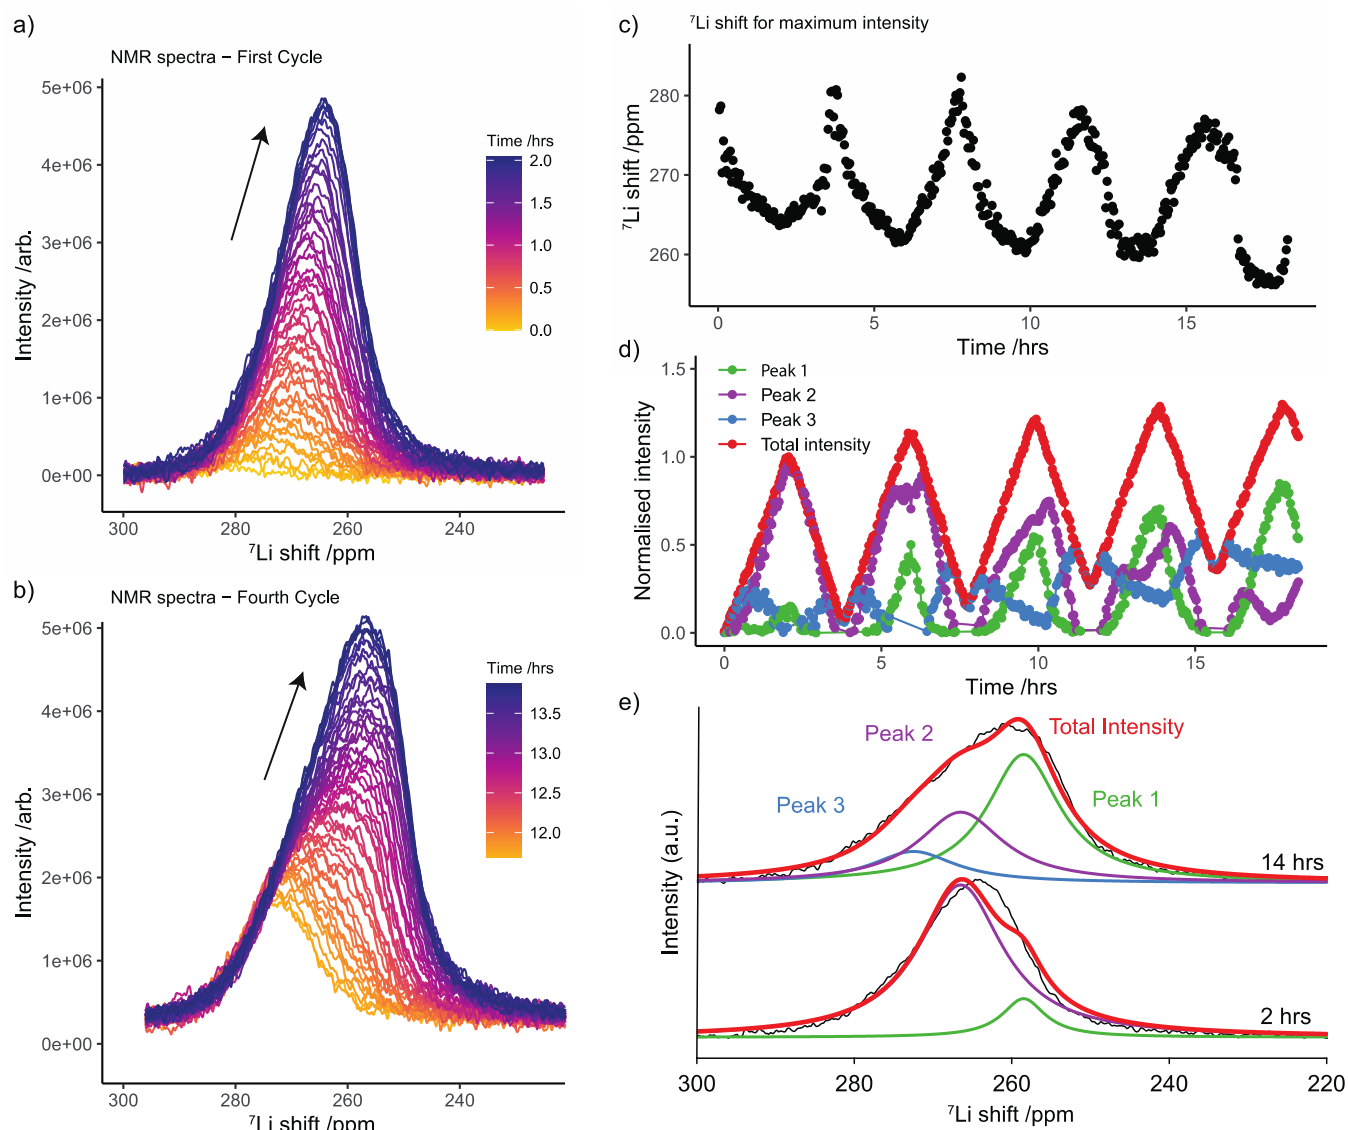 a)
NMR spectra – First Cycle
5e+06
4e+06
3e+06
2e+06
1e+06
0e+00
Intensity /arb.
Time /hrs
2.0
1.5
1.0
0.5
0.0
300
280
260
240
⁷Li shift /ppm
b)
NMR spectra – Fourth Cycle
5e+06
4e+06
3e+06
2e+06
1e+06
0e+00
Intensity /arb.
Time /hrs
13.5
13.0
12.5
12.0
300
280
260
240
⁷Li shift /ppm
c)
⁷Li shift for maximum intensity
280
270
260
⁷Li shift /ppm
0
5
10
15
Time /hrs
d)
1.5
1.0
0.5
0.0
Normalised intensity
Peak 1
Peak 2
Peak 3
Total intensity
0
5
10
15
Time /hrs
e)
Peak 2
Total Intensity
Peak 3
Peak 1
14 hrs
2 hrs
Intensity (a.u.)
300
280
260
240
220
⁷Li shift /ppm